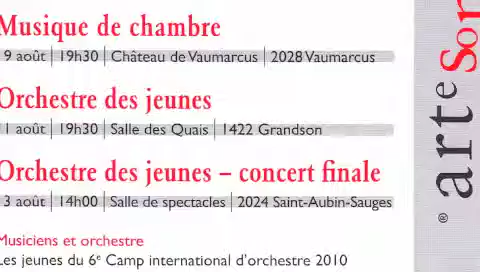 Musique de chambre
9 août | 19h30 | Château de Vaumarcus | 2028 Vaumarcus
Orchestre des jeunes
1 août | 19h30 | Salle des Quais | 1422 Grandson
Orchestre des jeunes – concert finale
3 août | 14h00 | Salle de spectacles | 2024 Saint-Aubin-Sauges
Musiciens et orchestre
Les jeunes du 6e Camp international d'orchestre 2010
® arte Son